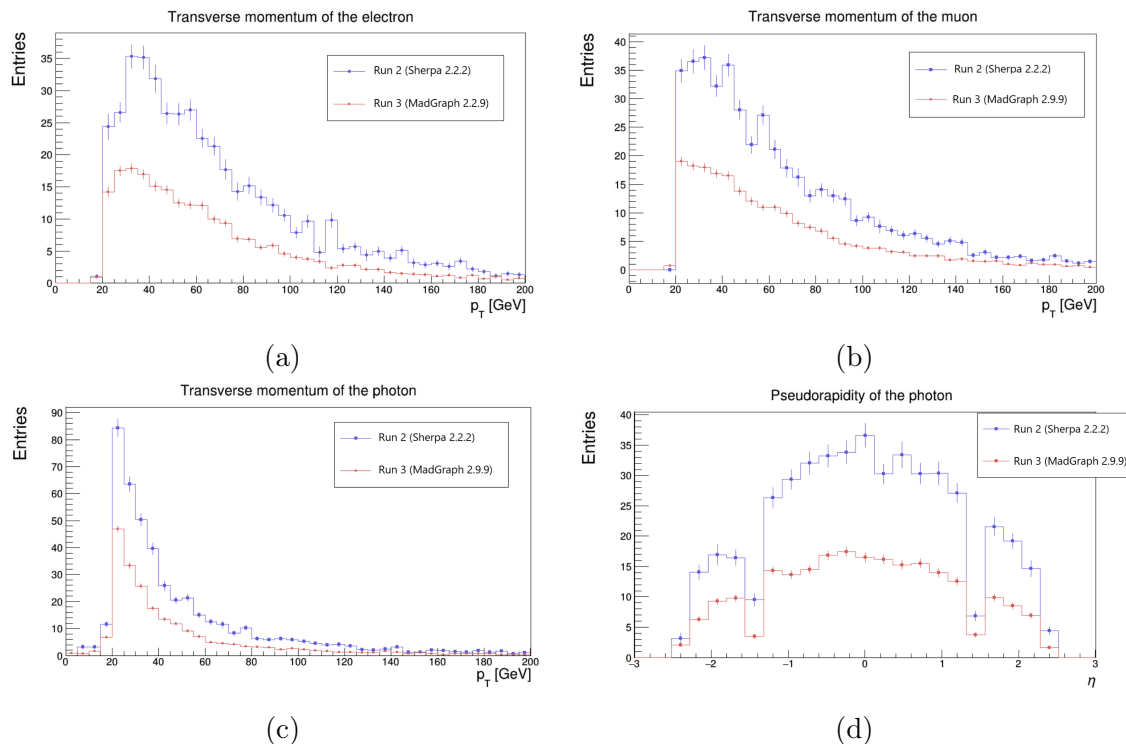 Transverse momentum of the electron
Entries
35
30
25
20
15
10
5
0
0 20 40 60 80 100 120 140 160 180 200
p_T [GeV]
Run 2 (Sherpa 2.2.2)
Run 3 (MadGraph 2.2.9)
(a)
Transverse momentum of the muon
Entries
40
35
30
25
20
15
10
5
0
0 20 40 60 80 100 120 140 160 180 200
p_T [GeV]
Run 2 (Sherpa 2.2.2)
Run 3 (MadGraph 2.9.9)
(b)
Transverse momentum of the photon
Entries
90
80
70
60
50
40
30
20
10
0
0 20 40 60 80 100 120 140 160 180 200
p_T [GeV]
Run 2 (Sherpa 2.2.2)
Run 3 (MadGraph 2.9.9)
(c)
Pseudorapidity of the photon
Entries
40
35
30
25
20
15
10
5
0
−3 −2 −1 0 1 2 3
η
Run 2 (Sherpa 2.2.2)
Run 3 (MadGraph 2.9.9)
(d)